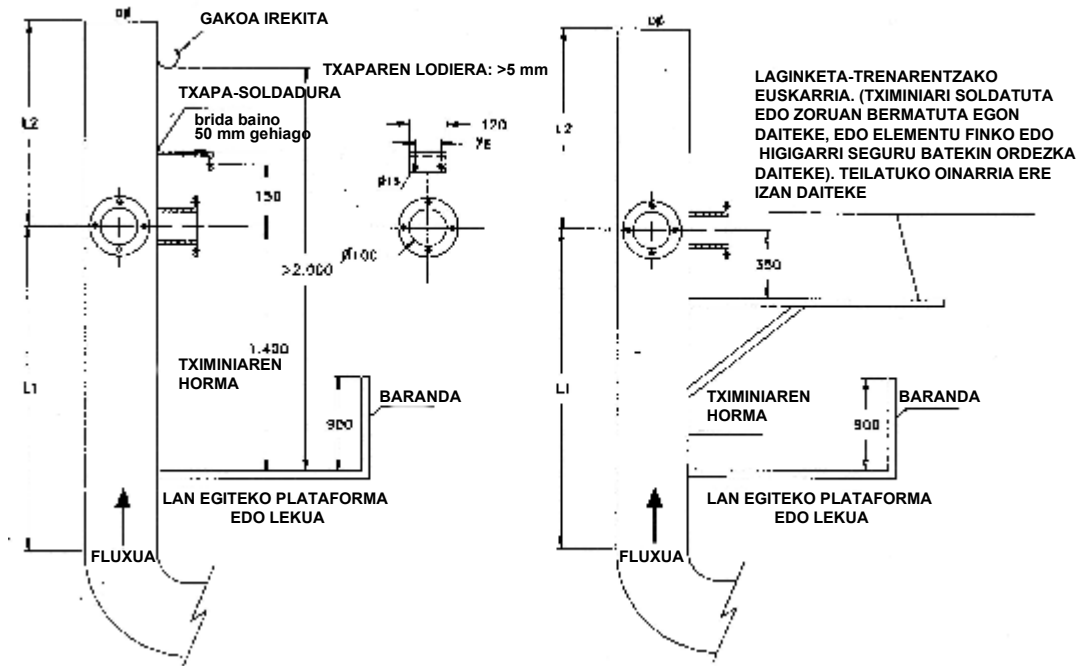 GAKOA IREKITA
TXAPAREN LODIERA: >5 mm
TXAPA-SOLDADURA
brida baino
50 mm gehiago
L2
120
150
Ø100
>2.000
1.400
TXIMINIAREN
HORMA
L1
900
BARANDA
LAN EGITEKO PLATAFORMA
EDO LEKUA
FLUXUA
LAGINKETA-TRENARENTZAKO
EUSKARRIA. (TXIMINIARI SOLDATUTA
EDO ZORUAN BERMATUTA EGON
DAITEKE, EDO ELEMENTU FINKO EDO
HIGIGARRI SEGURU BATEKIN ORDEZKA
DAITEKE). TEILATUKO OINARRIA ERE
IZAN DAITEKE
L2
350
L1
TXIMINIAREN
HORMA
900
BARANDA
LAN EGITEKO PLATAFORMA
EDO LEKUA
FLUXUA